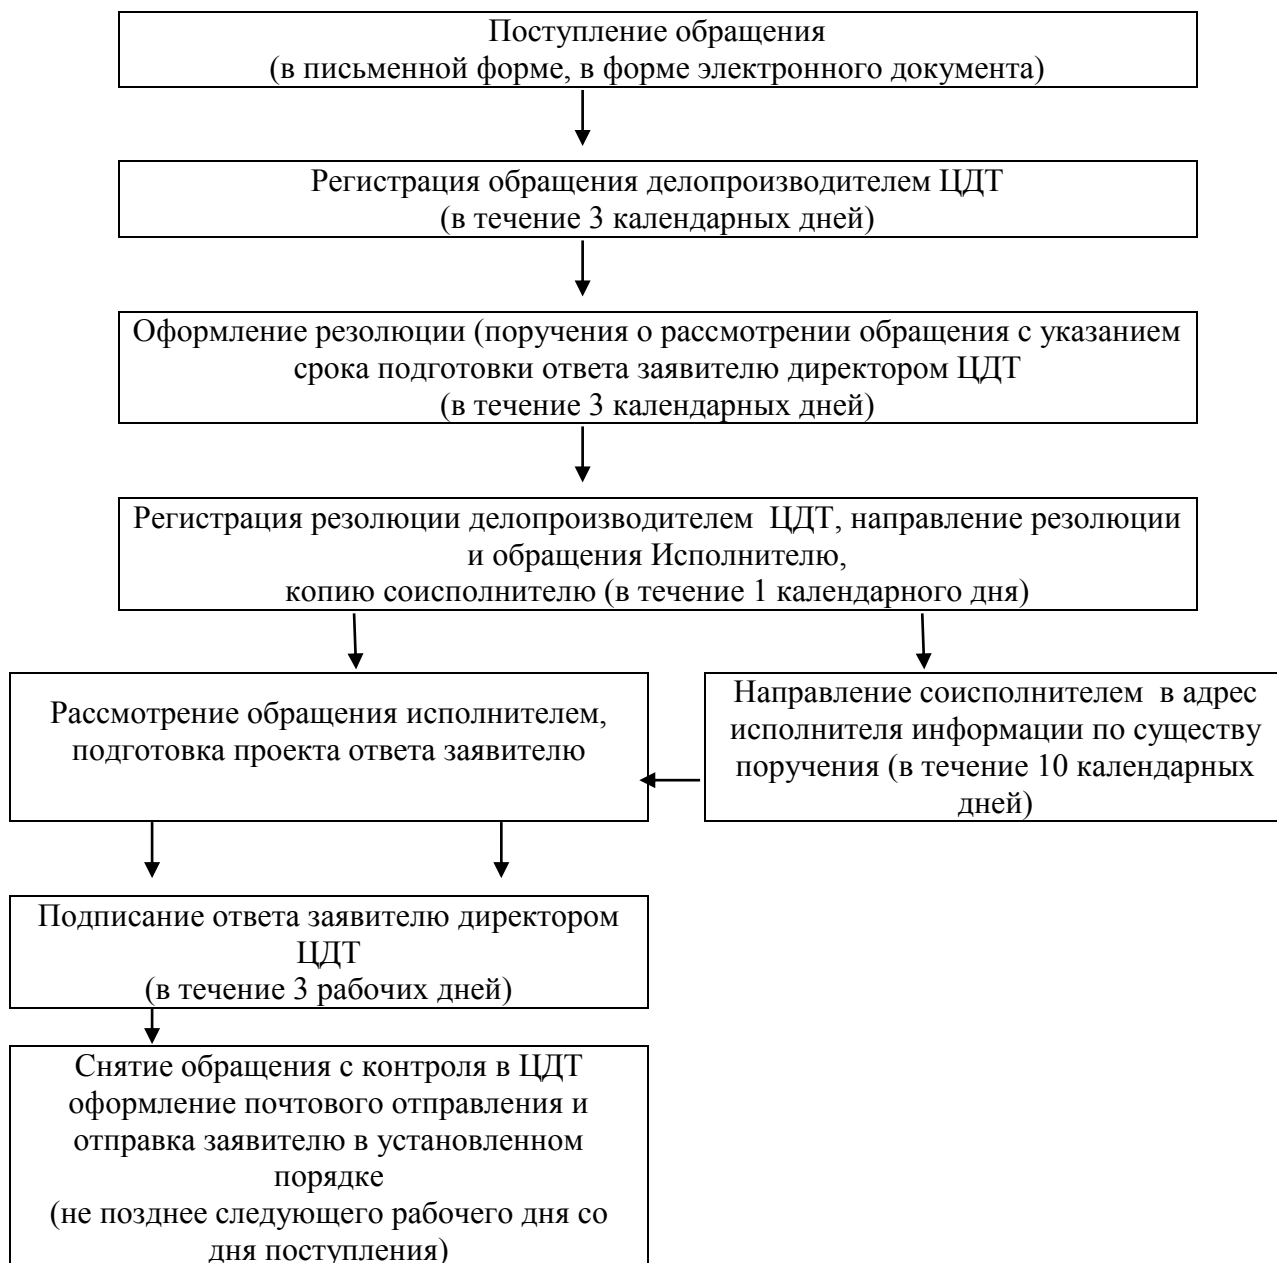 Поступление обращения
(в письменной форме, в форме электронного документа)
Регистрация обращения делопроизводителем ЦДТ
(в течение 3 календарных дней)
Оформление резолюции (поручения о рассмотрении обращения с указанием
срока подготовки ответа заявителю директором ЦДТ
(в течение 3 календарных дней)
Регистрация резолюции делопроизводителем  ЦДТ, направление резолюции
и обращения Исполнителю,
копию соисполнителю (в течение 1 календарного дня)
Рассмотрение обращения исполнителем,
подготовка проекта ответа заявителю
Направление соисполнителем  в адрес
исполнителя информации по существу
поручения (в течение 10 календарных
дней)
Подписание ответа заявителю директором
ЦДТ
(в течение 3 рабочих дней)
Снятие обращения с контроля в ЦДТ
оформление почтового отправления и
отправка заявителю в установленном
порядке
(не позднее следующего рабочего дня со
дня поступления)